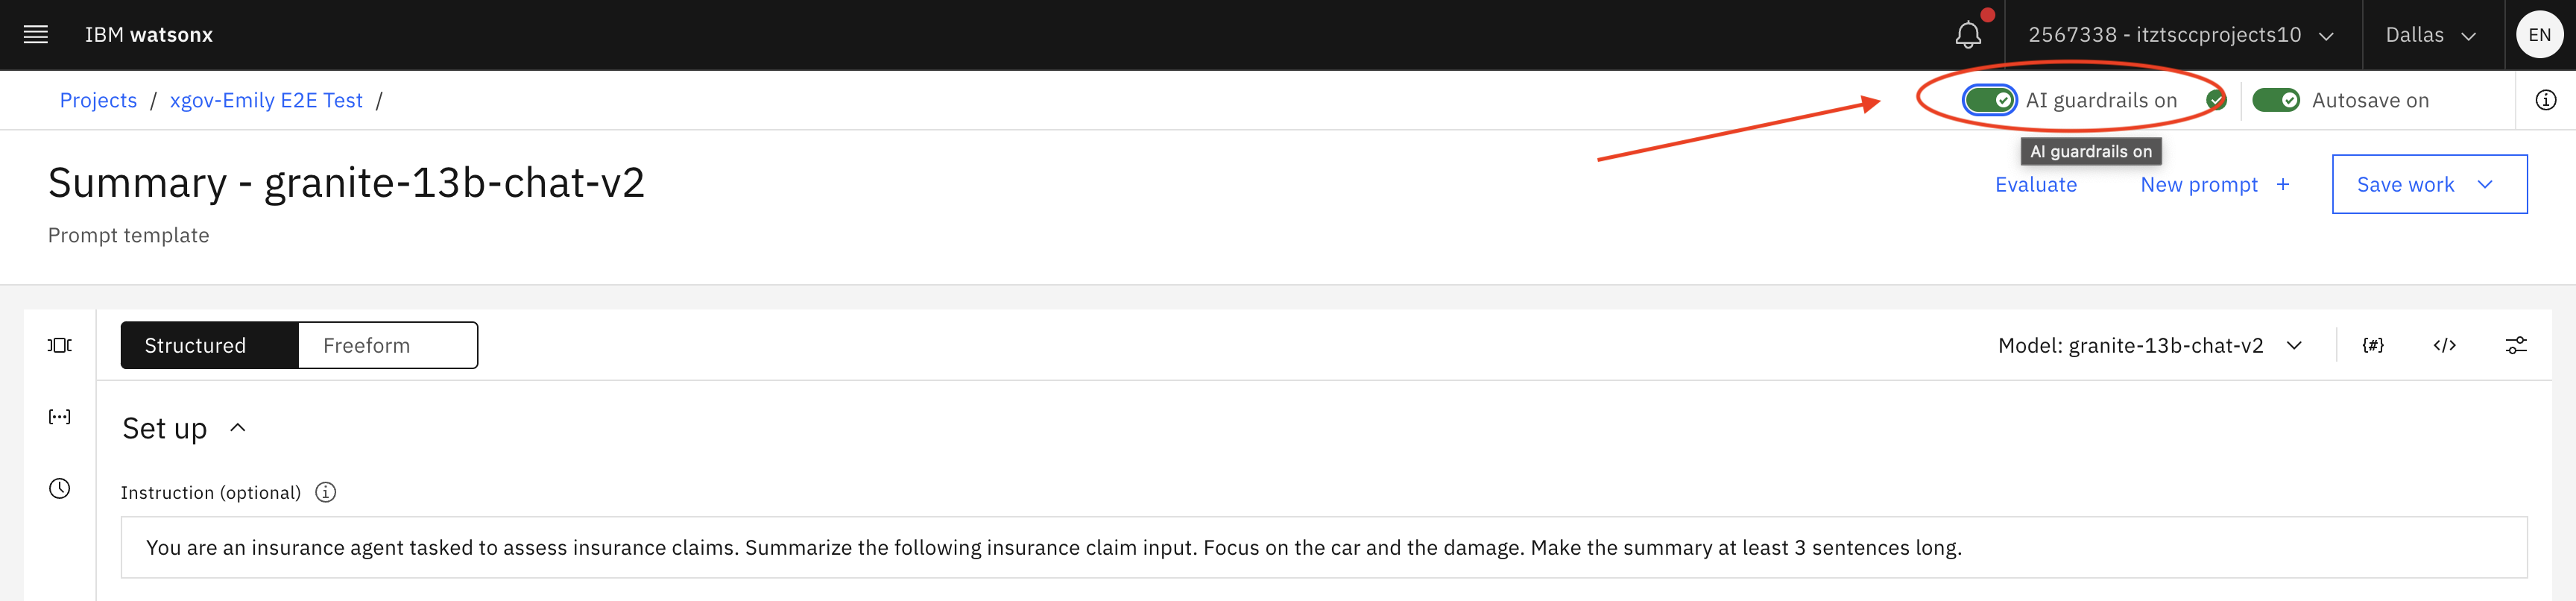 IBM watsonx
2567338 - itztsccprojects10
Dallas
EN
Projects / xgov-Emily E2E Test /
AI guardrails on
Autosave on
AI guardrails on
Summary - granite-13b-chat-v2
Evaluate
New prompt +
Save work
Prompt template
Structured
Freeform
Model: granite-13b-chat-v2
{#}
</>
Set up
Instruction (optional)
You are an insurance agent tasked to assess insurance claims. Summarize the following insurance claim input. Focus on the car and the damage. Make the summary at least 3 sentences long.